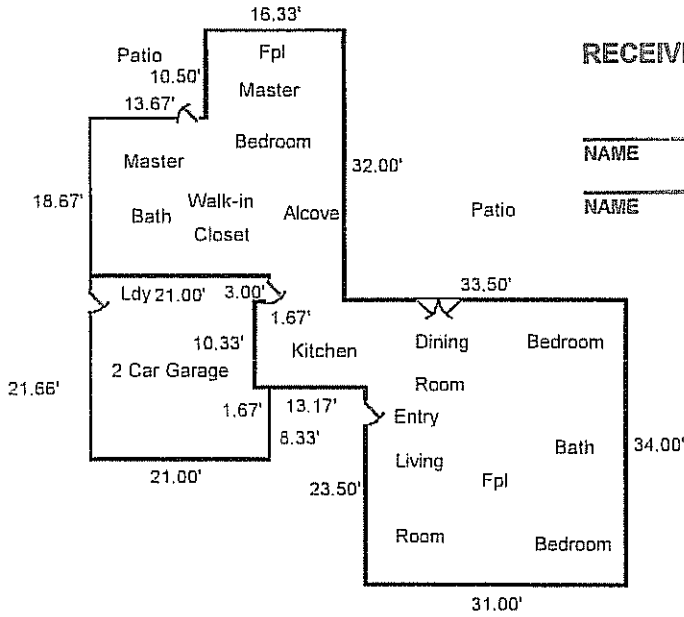 16.33'
Patio
Fpl
RECEIV
10.50'
Master
13.67'
Bedroom
Master
NAME
32.00'
18.67'
Walk-in
Bath
Alcove
Patio
NAME
Closet
33.50'
Ldy 21.00'
3.00'
1.67'
Dining
Bedroom
10.33'
Kitchen
2 Car Garage
Room
21.66'
1.67'
13.17'
Entry
8.33'
Bath
34.00'
Living
21.00'
23.50'
Fpl
Room
Bedroom
31.00'